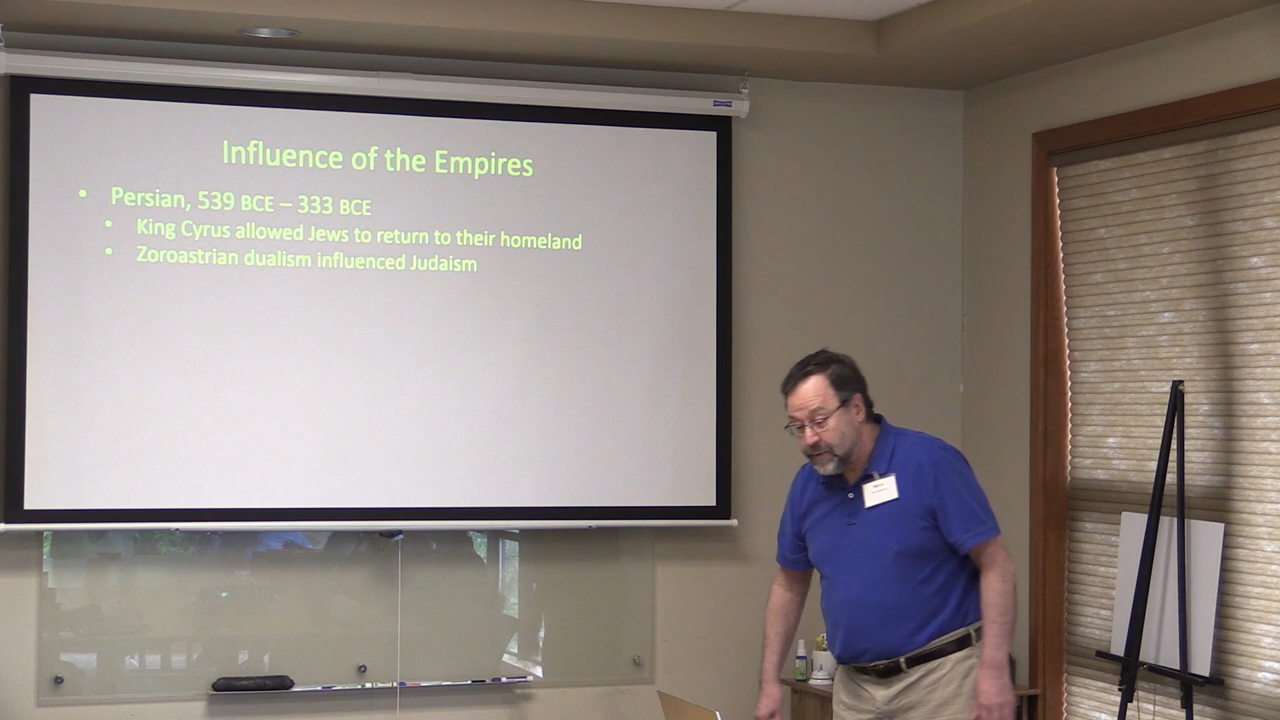 Influence of the Empires
• Persian, 539 BCE – 333 BCE
• King Cyrus allowed Jews to return to their homeland
• Zoroastrian dualism influenced Judaism